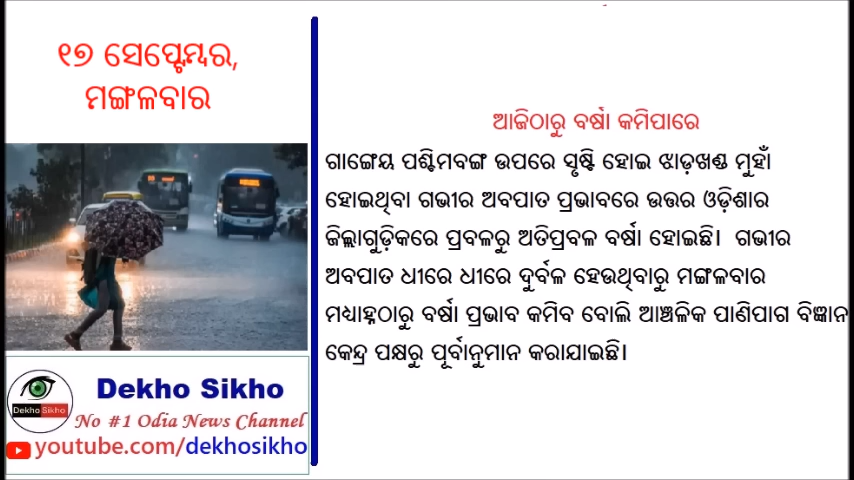 ୧୭ ସେପ୍ଟେମ୍ବର,
ମଙ୍ଗଳବାର
ଆଜିଠାରୁ ବର୍ଷା କମିପାରେ
ଗାଙ୍ଗେୟ ପଶ୍ଚିମବଙ୍ଗ ଉପରେ ସୃଷ୍ଟି ହୋଇ ଝାଡ଼ଖଣ୍ଡ ମୁହାଁ
ହୋଇଥିବା ଗଭୀର ଅବପାତ ପ୍ରଭାବରେ ଉତ୍ତର ଓଡ଼ିଶାର
ଜିଲ୍ଲାଗୁଡ଼ିକରେ ପ୍ରବଳରୁ ଅତିପ୍ରବଳ ବର୍ଷା ହୋଇଛି। ଗଭୀର
ଅବପାତ ଧୀରେ ଧୀରେ ଦୁର୍ବଳ ହେଉଥିବାରୁ ମଙ୍ଗଳବାର
ମଧ୍ୟାହ୍ନଠାରୁ ବର୍ଷା ପ୍ରଭାବ କମିବ ବୋଲି ଆଞ୍ଚଳିକ ପାଣିପାଗ ବିଜ୍ଞାନ
କେନ୍ଦ୍ର ପକ୍ଷରୁ ପୂର୍ବାନୁମାନ କରାଯାଇଛି।
Dekho Sikho
Dekho Sikho
No #1 Odia News Channel
youtube.com/dekhosikho